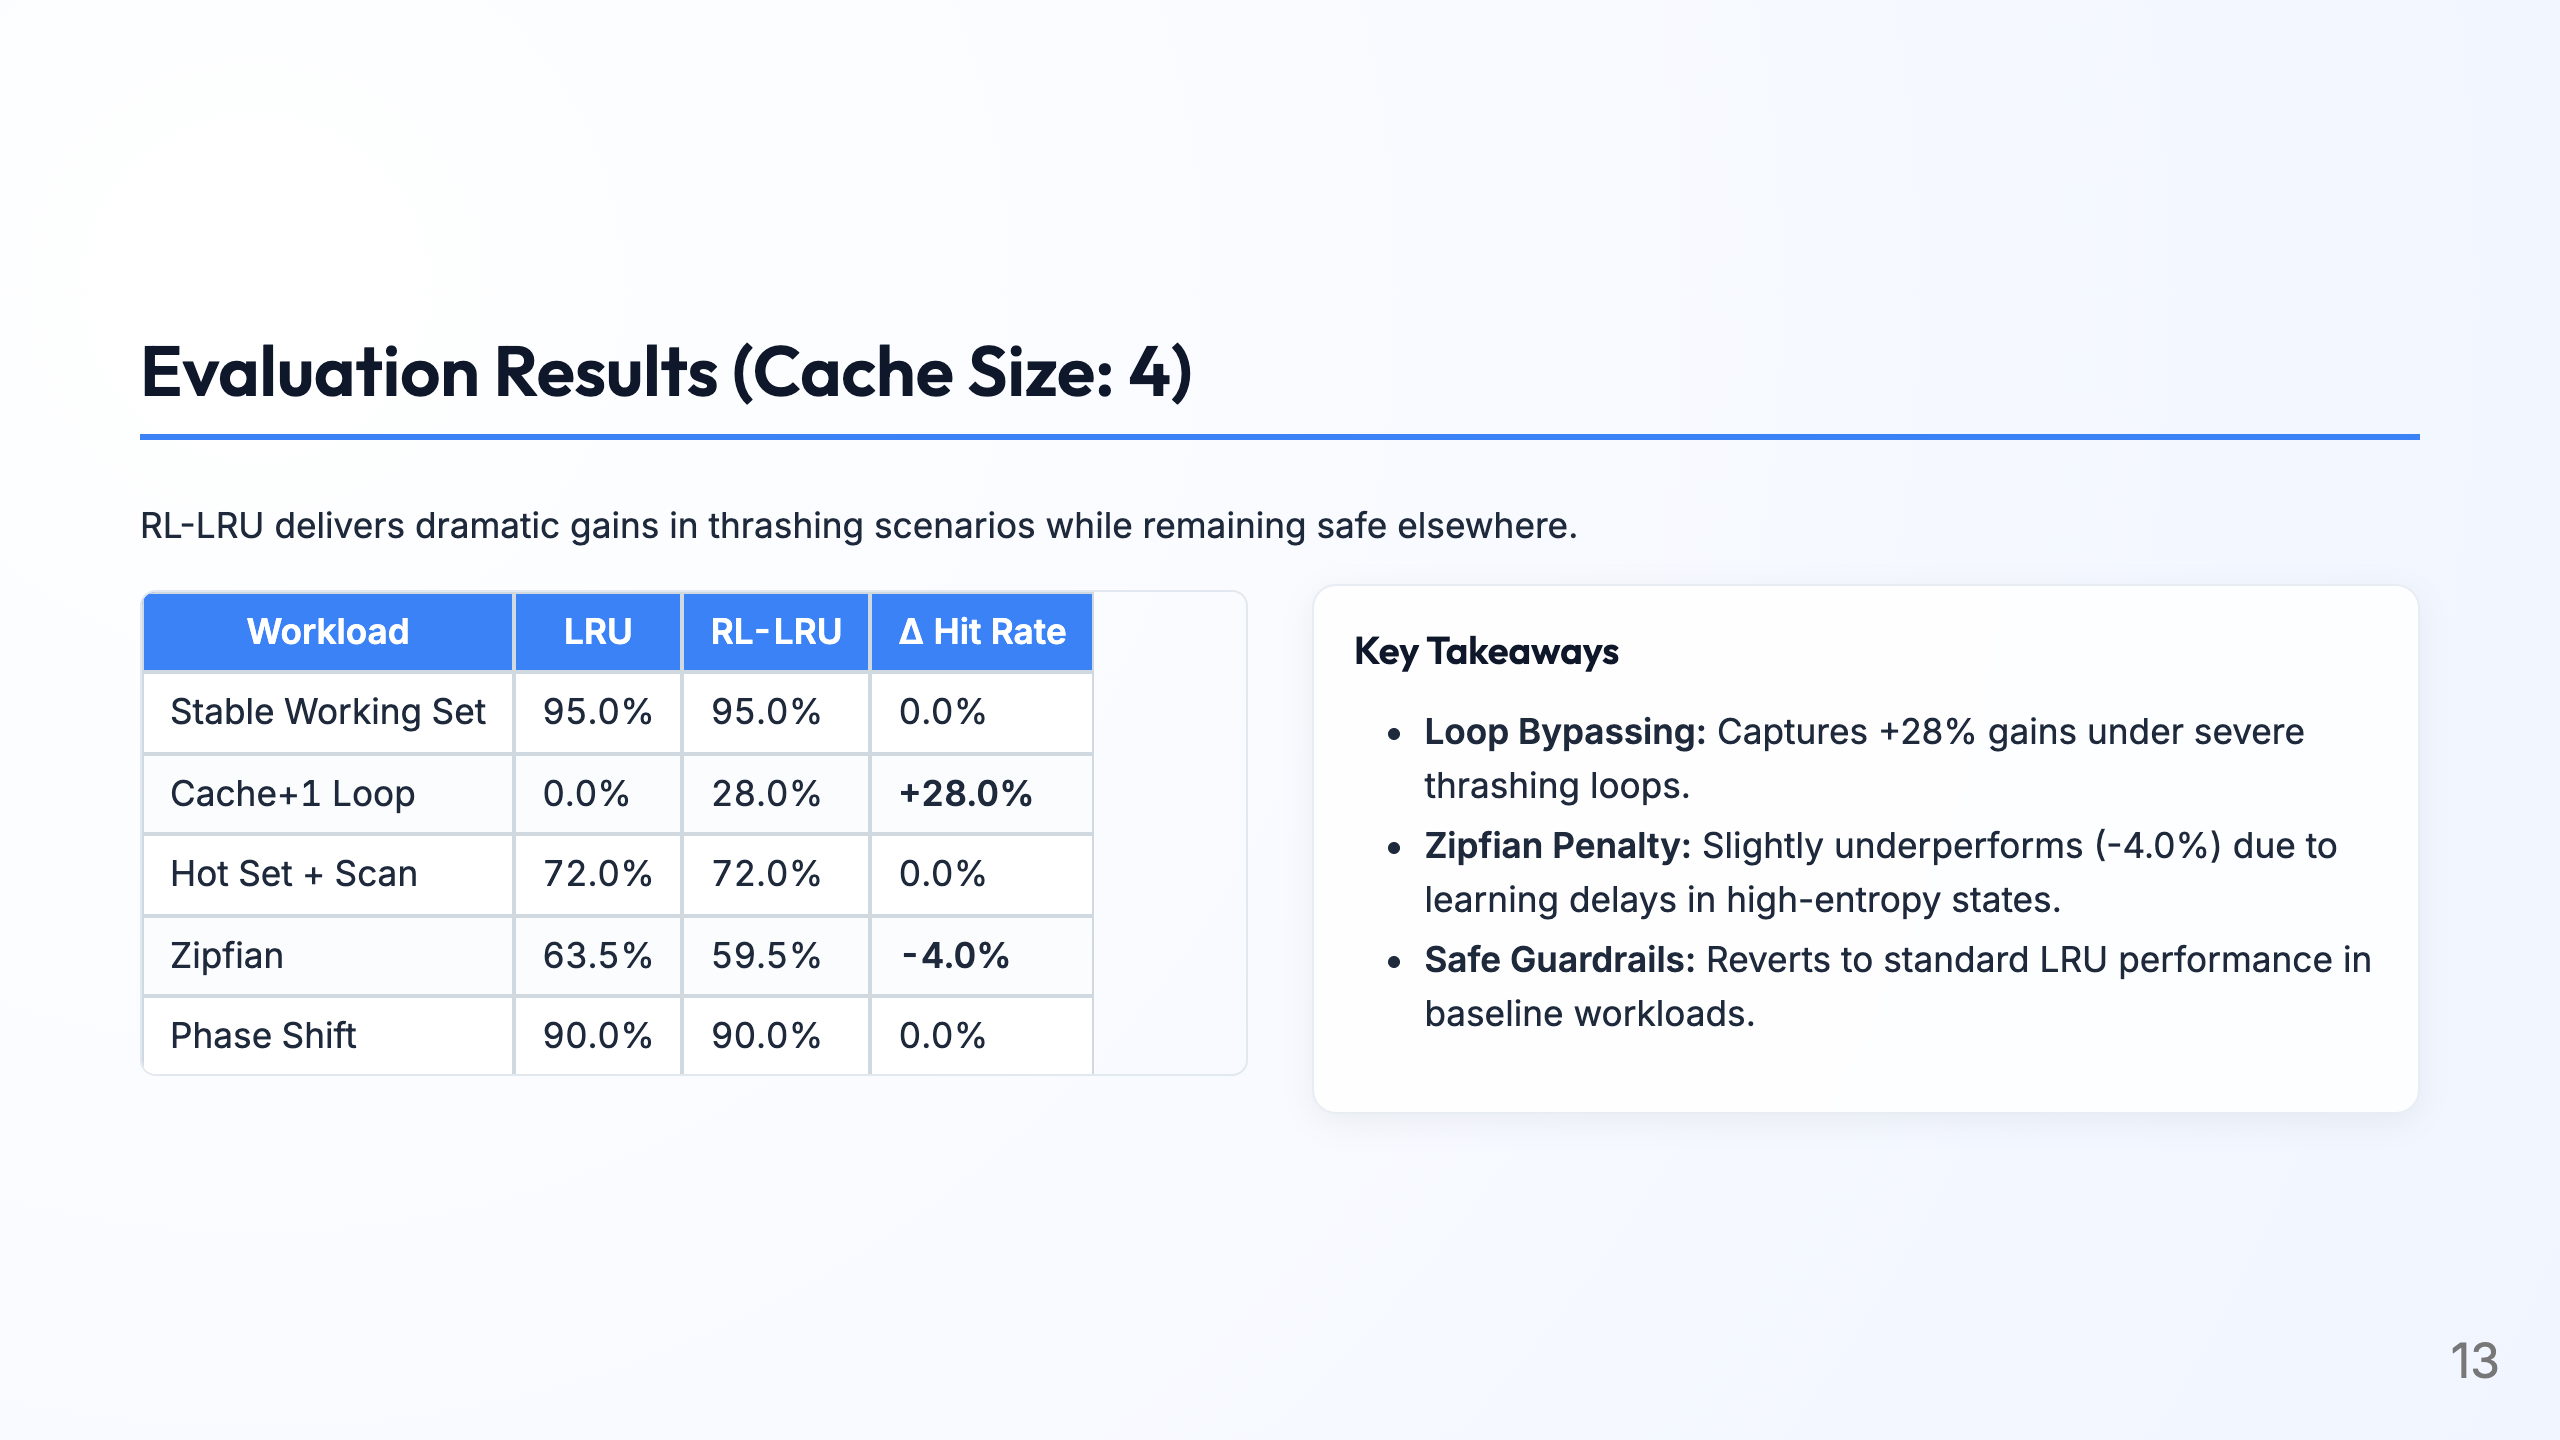 Evaluation Results (Cache Size: 4)
RL-LRU delivers dramatic gains in thrashing scenarios while remaining safe elsewhere.
Workload LRU RL-LRU Δ Hit Rate
Stable Working Set 95.0% 95.0% 0.0%
Cache+1 Loop 0.0% 28.0% +28.0%
Hot Set + Scan 72.0% 72.0% 0.0%
Zipfian 63.5% 59.5% -4.0%
Phase Shift 90.0% 90.0% 0.0%
Key Takeaways
• Loop Bypassing: Captures +28% gains under severe
thrashing loops.
• Zipfian Penalty: Slightly underperforms (-4.0%) due to
learning delays in high-entropy states.
• Safe Guardrails: Reverts to standard LRU performance in
baseline workloads.
13